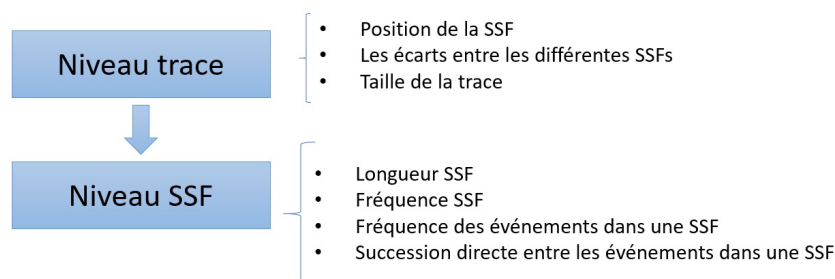 Niveau trace
• Position de la SSF
• Les écarts entre les différentes SSFs
• Taille de la trace
Niveau SSF
• Longueur SSF
• Fréquence SSF
• Fréquence des événements dans une SSF
• Succession directe entre les événements dans une SSF